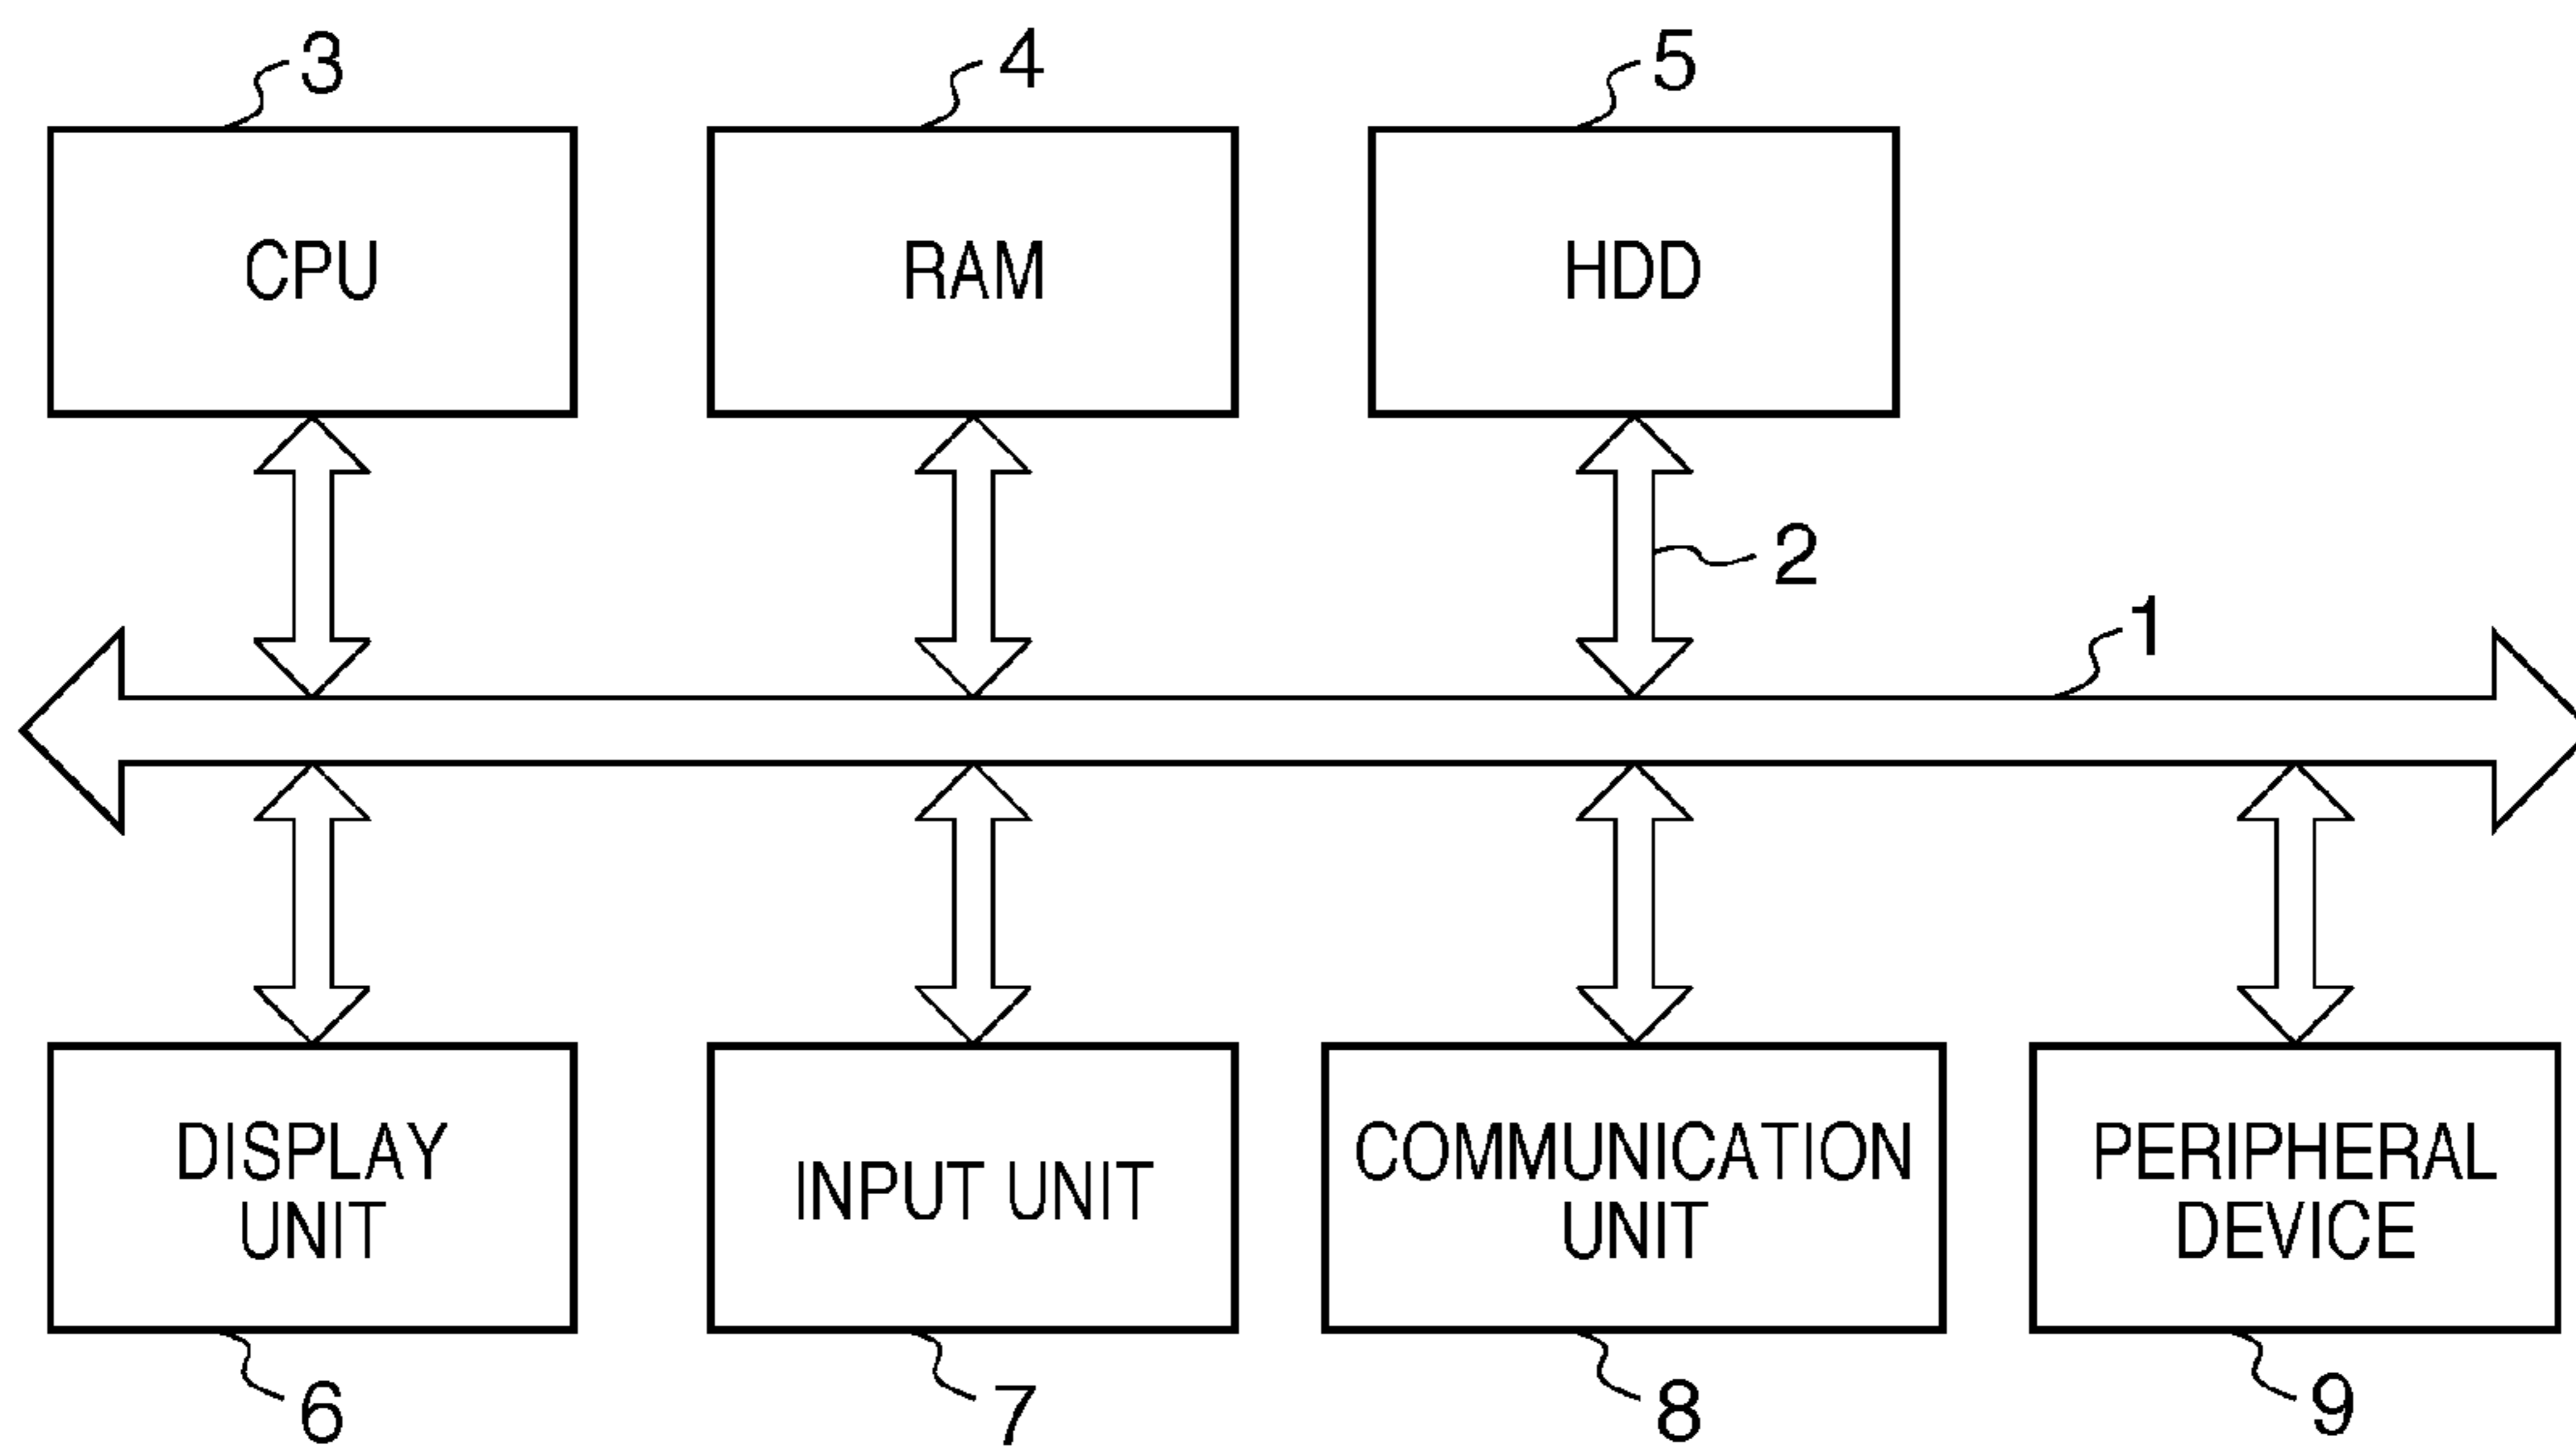 3
4
5
CPU
RAM
HDD
2
1
DISPLAY
UNIT
INPUT UNIT
COMMUNICATION
UNIT
PERIPHERAL
DEVICE
6
7
8
9